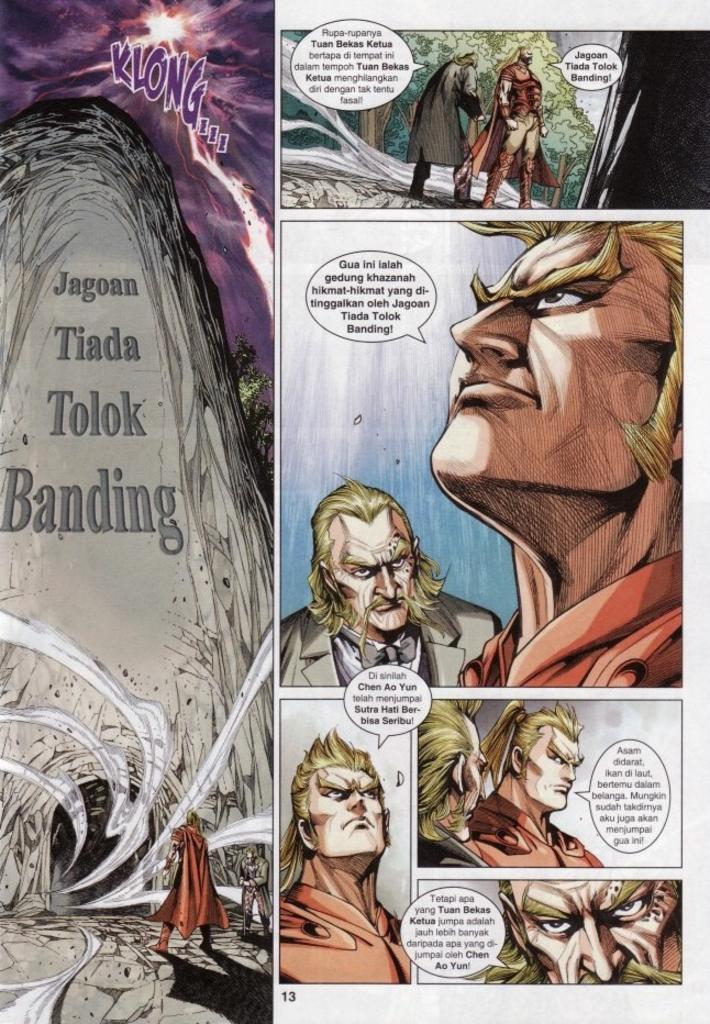 KLONG...
Jagoan
Tiada
Tolok
Banding
Rupa-rupanya
Tuan Bekas Ketua
bertapa di tempat ini
dalam tempoh Tuan Bekas
Ketua menghilangkan
diri dengan tak tentu
fasal!
Jagoan
Tiada Tolok
Banding!
Gua ini ialah
gedung khazanah
hikmat-hikmat yang di-
tinggalkan oleh Jagoan
Tiada Tolok
Banding!
Di sinilah
Chen Ao Yun
telah menjumpai
Sutra Hati Ber-
bisa Seribu!
Asam
didarat,
ikan di laut,
bertemu dalam
belanga. Mungkin
sudah takdirnya
aku juga akan
menjumpai
gua ini!
Tetapi apa
yang Tuan Bekas
Ketua jumpa adalah
jauh lebih banyak
daripada apa yang di-
jumpai oleh Chen
Ao Yun!
13